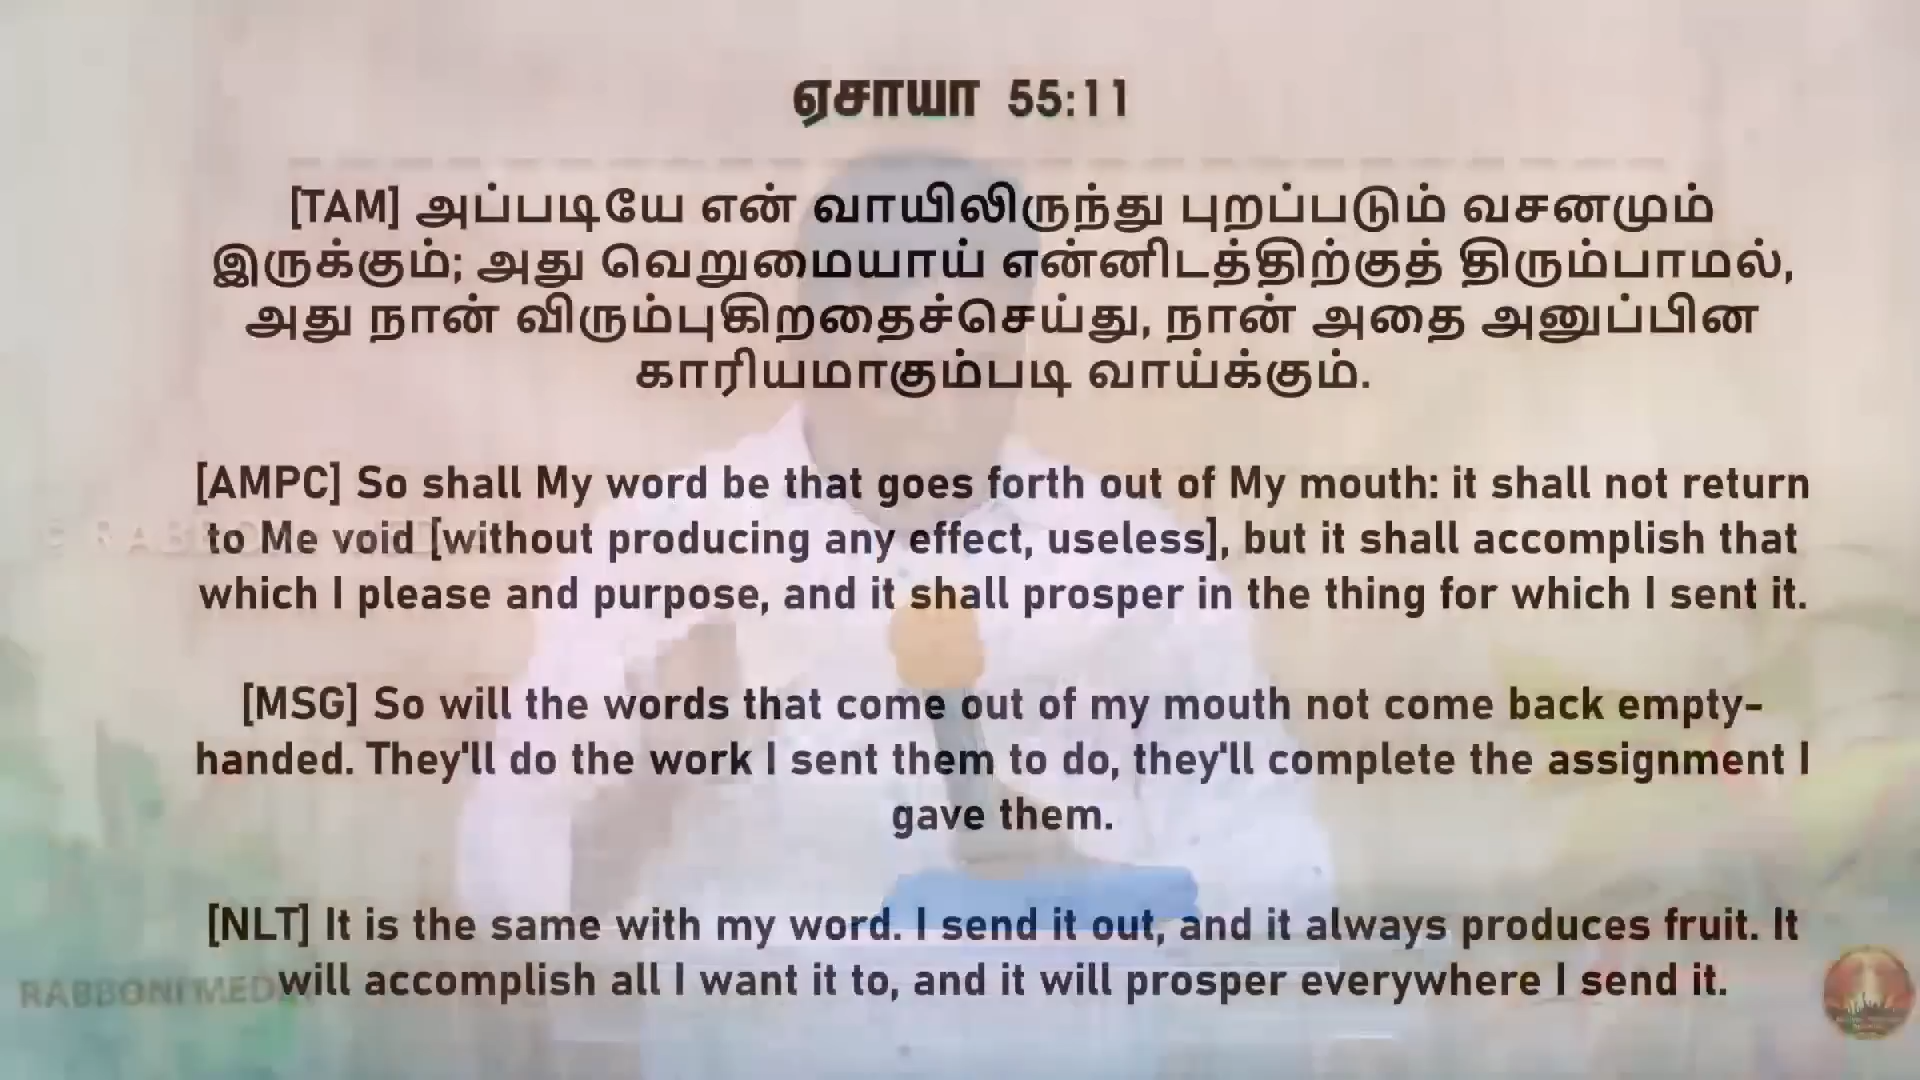 ஏசாயா 55:11
[TAM] அப்படியே என் வாயிலிருந்து புறப்படும் வசனமும்
இருக்கும்; அது வெறுமையாய் என்னிடத்திற்குத் திரும்பாமல்,
அது நான் விரும்புகிறதைச்செய்து, நான் அதை அனுப்பின
காரியமாகும்படி வாய்க்கும்.
[AMPC] So shall My word be that goes forth out of My mouth: it shall not return
to Me void [without producing any effect, useless], but it shall accomplish that
which I please and purpose, and it shall prosper in the thing for which I sent it.
[MSG] So will the words that come out of my mouth not come back empty-
handed. They'll do the work I sent them to do, they'll complete the assignment I
gave them.
[NLT] It is the same with my word. I send it out, and it always produces fruit. It
will accomplish all I want it to, and it will prosper everywhere I send it.
RABBONI MEDIA